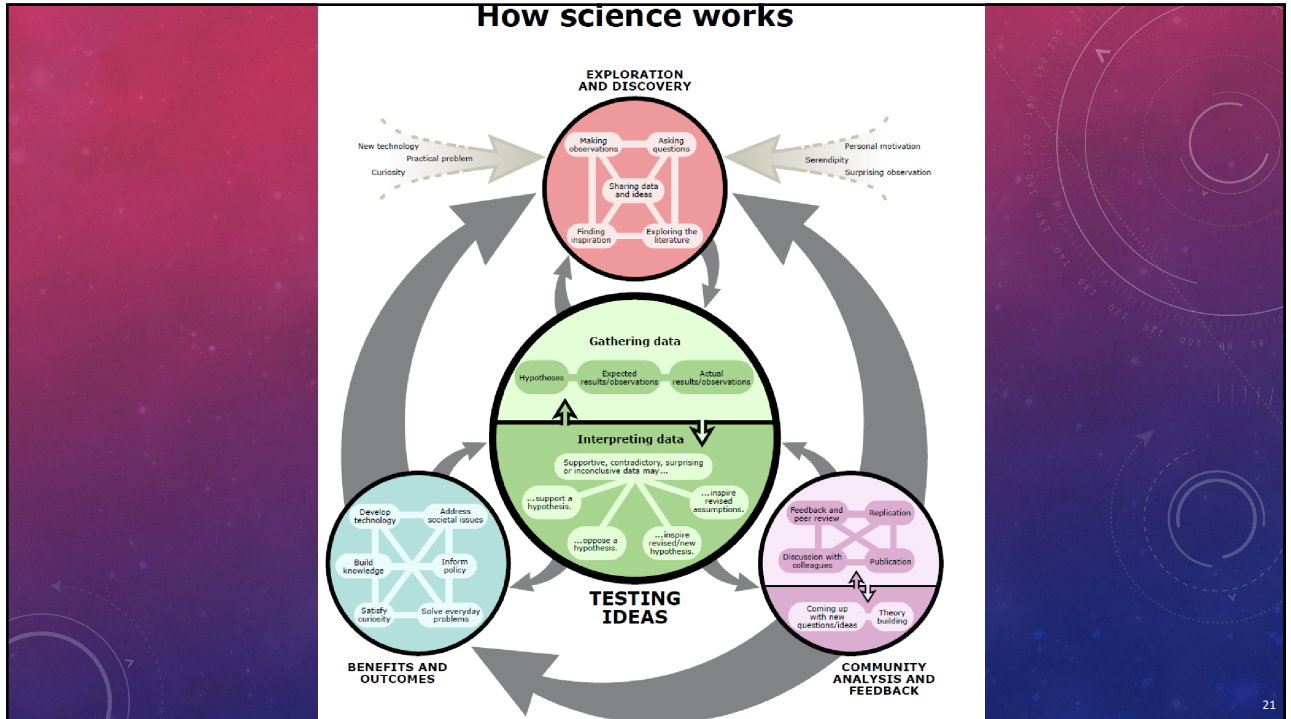 How science works
EXPLORATION
AND DISCOVERY
New technology
Practical problem
Curiosity
Personal motivation
Serendipity
Surprising observation
Making
observations
Asking
questions
Sharing data
and ideas
Finding
inspiration
Exploring the
literature
Gathering data
Hypotheses
Expected
results/observations
Actual
results/observations
Interpreting data
Supportive, contradictory, surprising
or inconclusive data may...
...support a
hypothesis.
...oppose a
hypothesis.
...inspire
revised/new
hypothesis.
...inspire
revised
assumptions.
TESTING
IDEAS
Develop
technology
Address
societal issues
Build
knowledge
Inform
policy
Satisfy
curiosity
Solve everyday
problems
BENEFITS AND
OUTCOMES
Feedback and
peer review
Replication
Discussion with
colleagues
Publication
Coming up
with new
questions/ideas
Theory
building
COMMUNITY
ANALYSIS AND
FEEDBACK
21